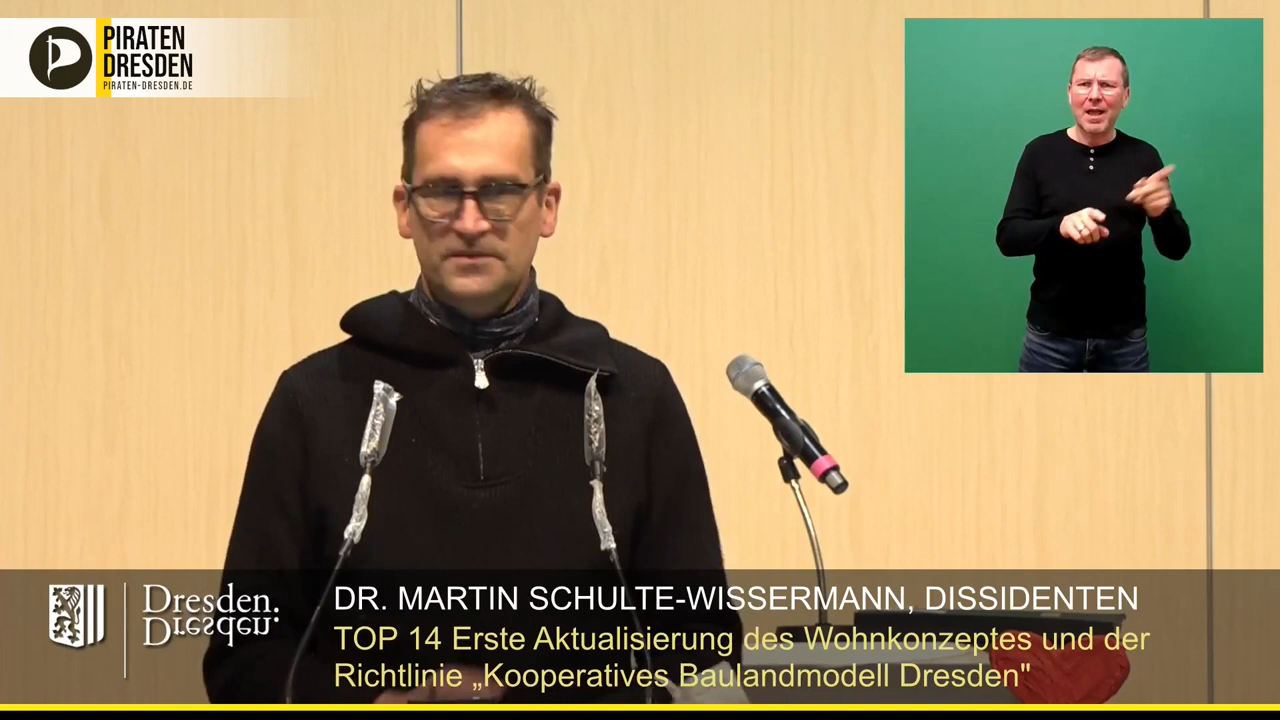 PIRATEN
DRESDEN
PIRATEN-DRESDEN.DE
Dresden.
Dresden.
DR. MARTIN SCHULTE-WISSERMANN, DISSIDENTEN
TOP 14 Erste Aktualisierung des Wohnkonzeptes und der
Richtlinie „Kooperatives Baulandmodell Dresden"